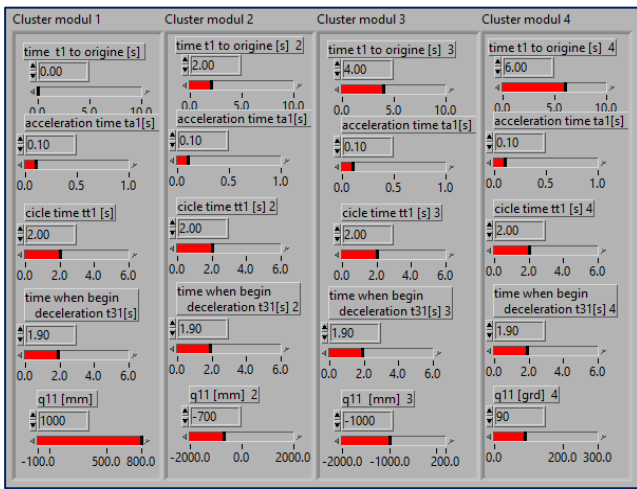 Cluster modul 1
time t1 to origine [s]
0.00
0.0 5.0 10.0
acceleration time ta1[s]
0.10
0.0 0.5 1.0
cicle time tt1 [s]
2.00
0.0 2.0 4.0 6.0
time when begin
deceleration t31[s]
1.90
0.0 2.0 4.0 6.0
q11 [mm]
1000
-100.0 500.0 800.0
Cluster modul 2
time t1 to origine [s] 2
2.00
0.0 5.0 10.0
acceleration time ta1[s]
0.10
0.0 0.5 1.0
cicle time tt1 [s] 2
2.00
0.0 2.0 4.0 6.0
time when begin
deceleration t31[s] 2
1.90
0.0 2.0 4.0 6.0
q11 [mm] 2
-700
-2000.0 0.0 2000.0
Cluster modul 3
time t1 to origine [s] 3
4.00
0.0 5.0 10.0
acceleration time ta1[s]
0.10
0.0 0.5 1.0
cicle time tt1 [s] 3
2.00
0.0 2.0 4.0 6.0
time when begin
deceleration t31[s] 3
1.90
0.0 2.0 4.0 6.0
q11 [mm] 3
-1000
-2000.0 -1000.0 200.0
Cluster modul 4
time t1 to origine [s] 4
6.00
0.0 5.0 10.0
acceleration time ta1[s]
0.10
0.0 0.5 1.0
cicle time tt1 [s] 4
2.00
0.0 2.0 4.0 6.0
time when begin
deceleration t31[s] 4
1.90
0.0 2.0 4.0 6.0
q11 [grd] 4
90
0.0 200.0 300.0